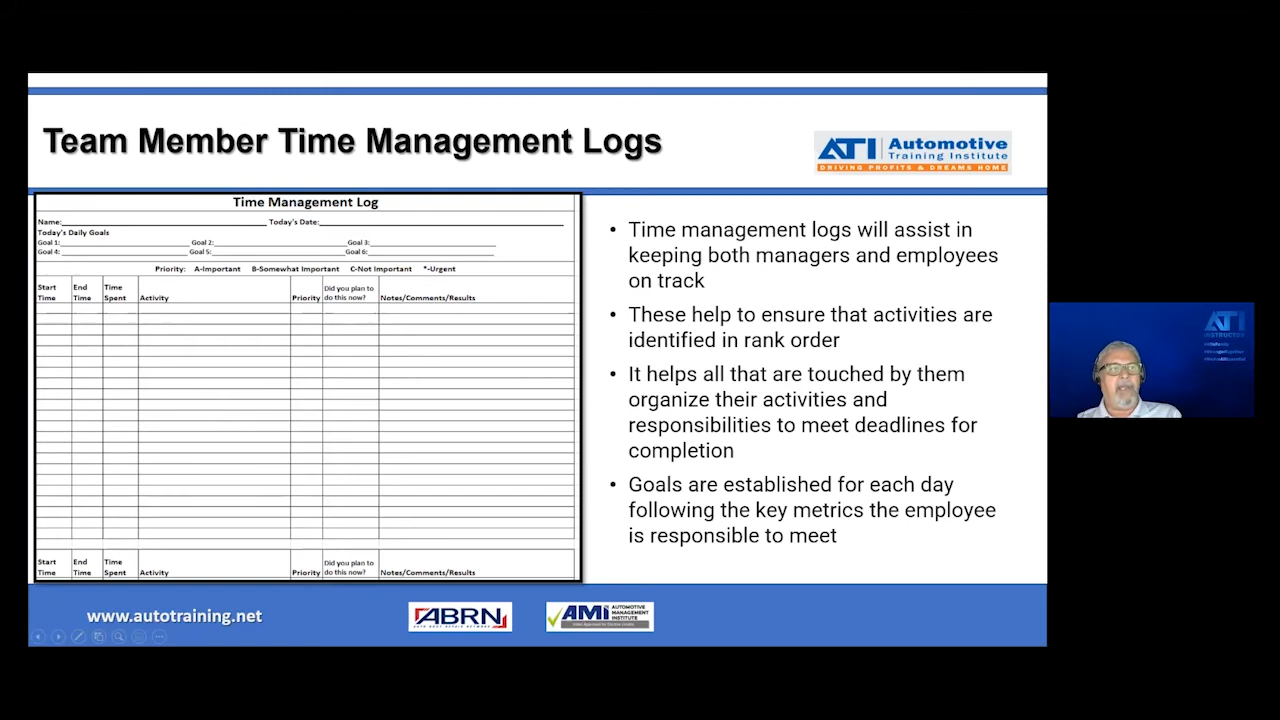 Team Member Time Management Logs
ATI Automotive
Training Institute
DRIVING PROFITS & DREAMS HOME
Time Management Log
Name: Today's Date:
Today's Daily Goals
Goal 1: Goal 2: Goal 3:
Goal 4: Goal 5: Goal 6:
Priority: A-Important B-Somewhat Important C-Not Important *-Urgent
Start Time End Time Time Spent Activity Priority Did you plan to do this now? Notes/Comments/Results
Start Time End Time Time Spent Activity Priority Did you plan to do this now? Notes/Comments/Results
• Time management logs will assist in
keeping both managers and employees
on track
• These help to ensure that activities are
identified in rank order
• It helps all that are touched by them
organize their activities and
responsibilities to meet deadlines for
completion
• Goals are established for each day
following the key metrics the employee
is responsible to meet
ATI
INSTRUCTOR
www.autotraining.net
ABRN
AUTO BODY REPAIR NETWORK
AMi AUTOMOTIVE
MANAGEMENT
INSTITUTE